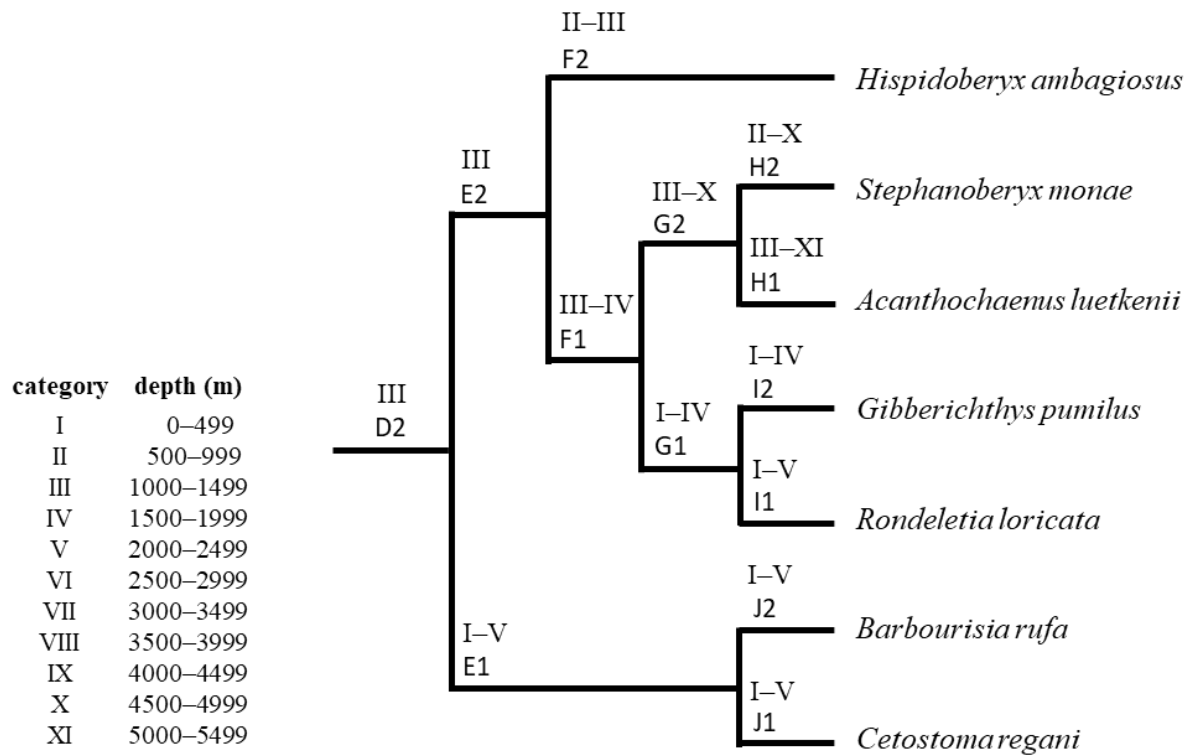 II–III
F2
Hispidoberyx ambagiosus
II–X
H2
III
E2
III–X
G2
Stephanoberyx monae
III–XI
H1
Acanthochaenus luetkenii
III–IV
F1
I–IV
I2
Gibberichthys pumilus
I–IV
G1
I–V
I1
Rondeletia loricata
III
D2
I–V
J2
Barbourisia rufa
I–V
E1
I–V
J1
Cetostoma regani
category depth (m)
I 0–499
II 500–999
III 1000–1499
IV 1500–1999
V 2000–2499
VI 2500–2999
VII 3000–3499
VIII 3500–3999
IX 4000–4499
X 4500–4999
XI 5000–5499